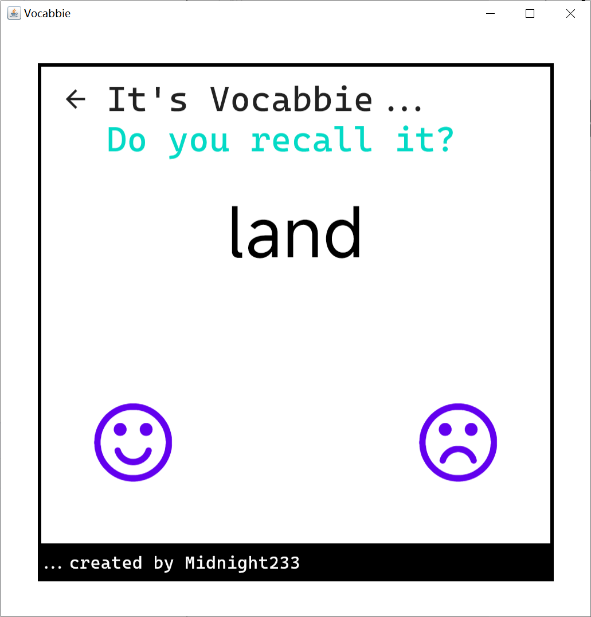 Vocabbie
← It's Vocabbie ...
Do you recall it?
land
... created by Midnight233